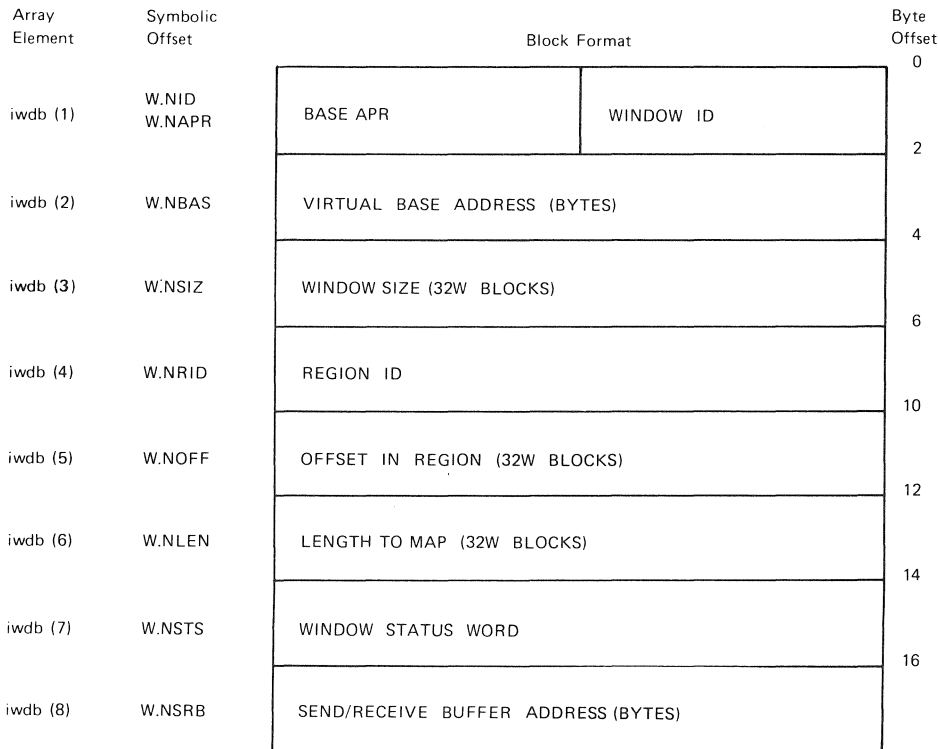 Array Symbolic Byte
Element Offset Block Format Offset
0
W.NID
iwdb (1) BASE APR WINDOW ID
W.NAPR
2
iwdb (2) W.NBAS VIRTUAL BASE ADDRESS (BYTES)
4
iwdb (3) W.NSIZ WINDOW SIZE (32W BLOCKS)
6
iwdb (4) W.NRID REGION ID
10
iwdb (5) W.NOFF OFFSET IN REGION (32W BLOCKS)
12
iwdb (6) W.NLEN LENGTH TO MAP (32W BLOCKS)
14
iwdb (7) W.NSTS WINDOW STATUS WORD
16
iwdb (8) W.NSRB SEND/RECEIVE BUFFER ADDRESS (BYTES)